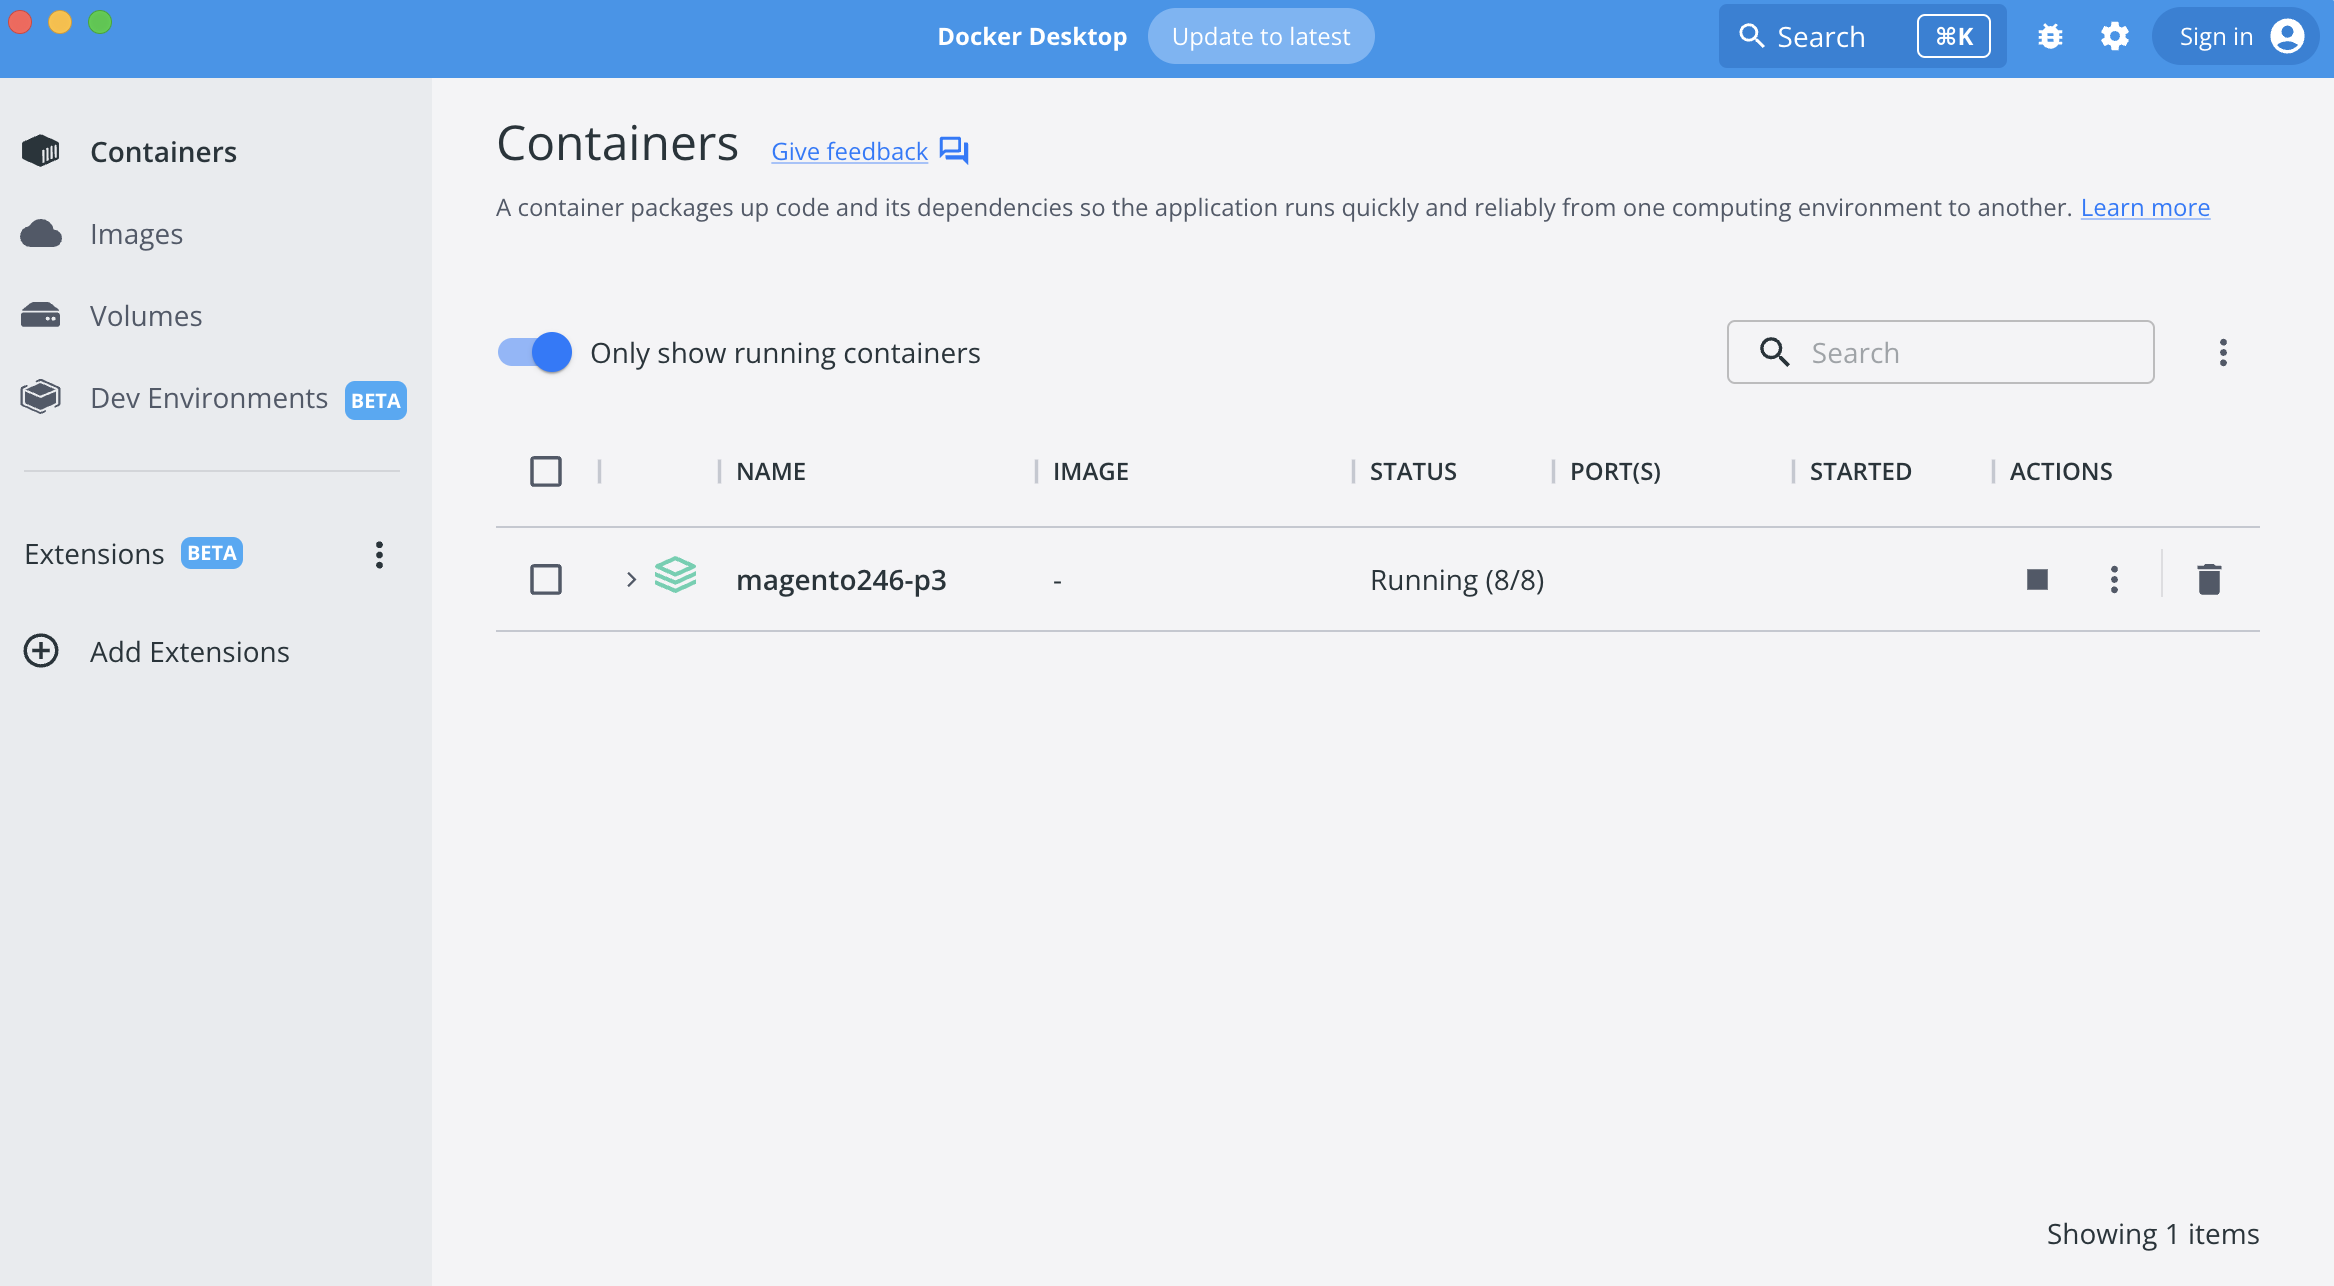 Docker Desktop Update to latest Search ⌘K Sign in
Containers
Images
Volumes
Dev Environments BETA
Extensions BETA
Add Extensions
Containers Give feedback
A container packages up code and its dependencies so the application runs quickly and reliably from one computing environment to another. Learn more
Only show running containers Search
NAME IMAGE STATUS PORT(S) STARTED ACTIONS
magento246-p3 - Running (8/8)
Showing 1 items